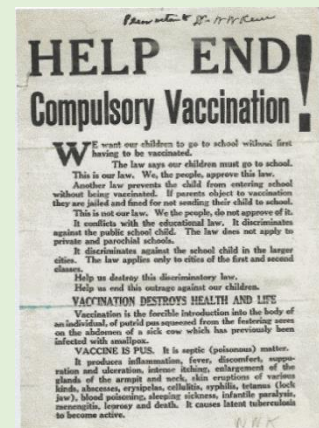 HELP END
Compulsory Vaccination!
WE want our children to go to school without first
having to be vaccinated.
The law says our children must go to school.
This is our law. We, the people, approve this law.
Another law prevents the child from entering school
without being vaccinated. If parents object to vaccination
they are jailed and fined for not sending their child to school.
This is not our law. We the people, do not approve of it.
It conflicts with the educational law. It discriminates
against the public school child. The law does not apply to
private and parochial schools.
It discriminates against the school child in the larger
cities. The law applies only to cities of the first and second
classes.
Help us destroy this discriminatory law.
Help us end this outrage against our children.
VACCINATION DESTROYS HEALTH AND LIFE
Vaccination is the forcible introduction into the body of
an individual, of putrid pus squeezed from the festering sores
on the abdomen of a sick cow which has previously been
infected with smallpox.
VACCINE IS PUS. It is septic (poisonous) matter.
It produces inflammation, fever, discomfort, suppu-
ration and ulceration, intense itching, enlargement of the
glands of the armpit and neck, skin eruptions of various
kinds, abscesses, erysipelas, cellulitis, syphilis, tetanus (lock
jaw), blood poisoning, sleeping sickness, infantile paralysis,
menengitis, leprosy and death. It causes latent tuberculosis
to become active.